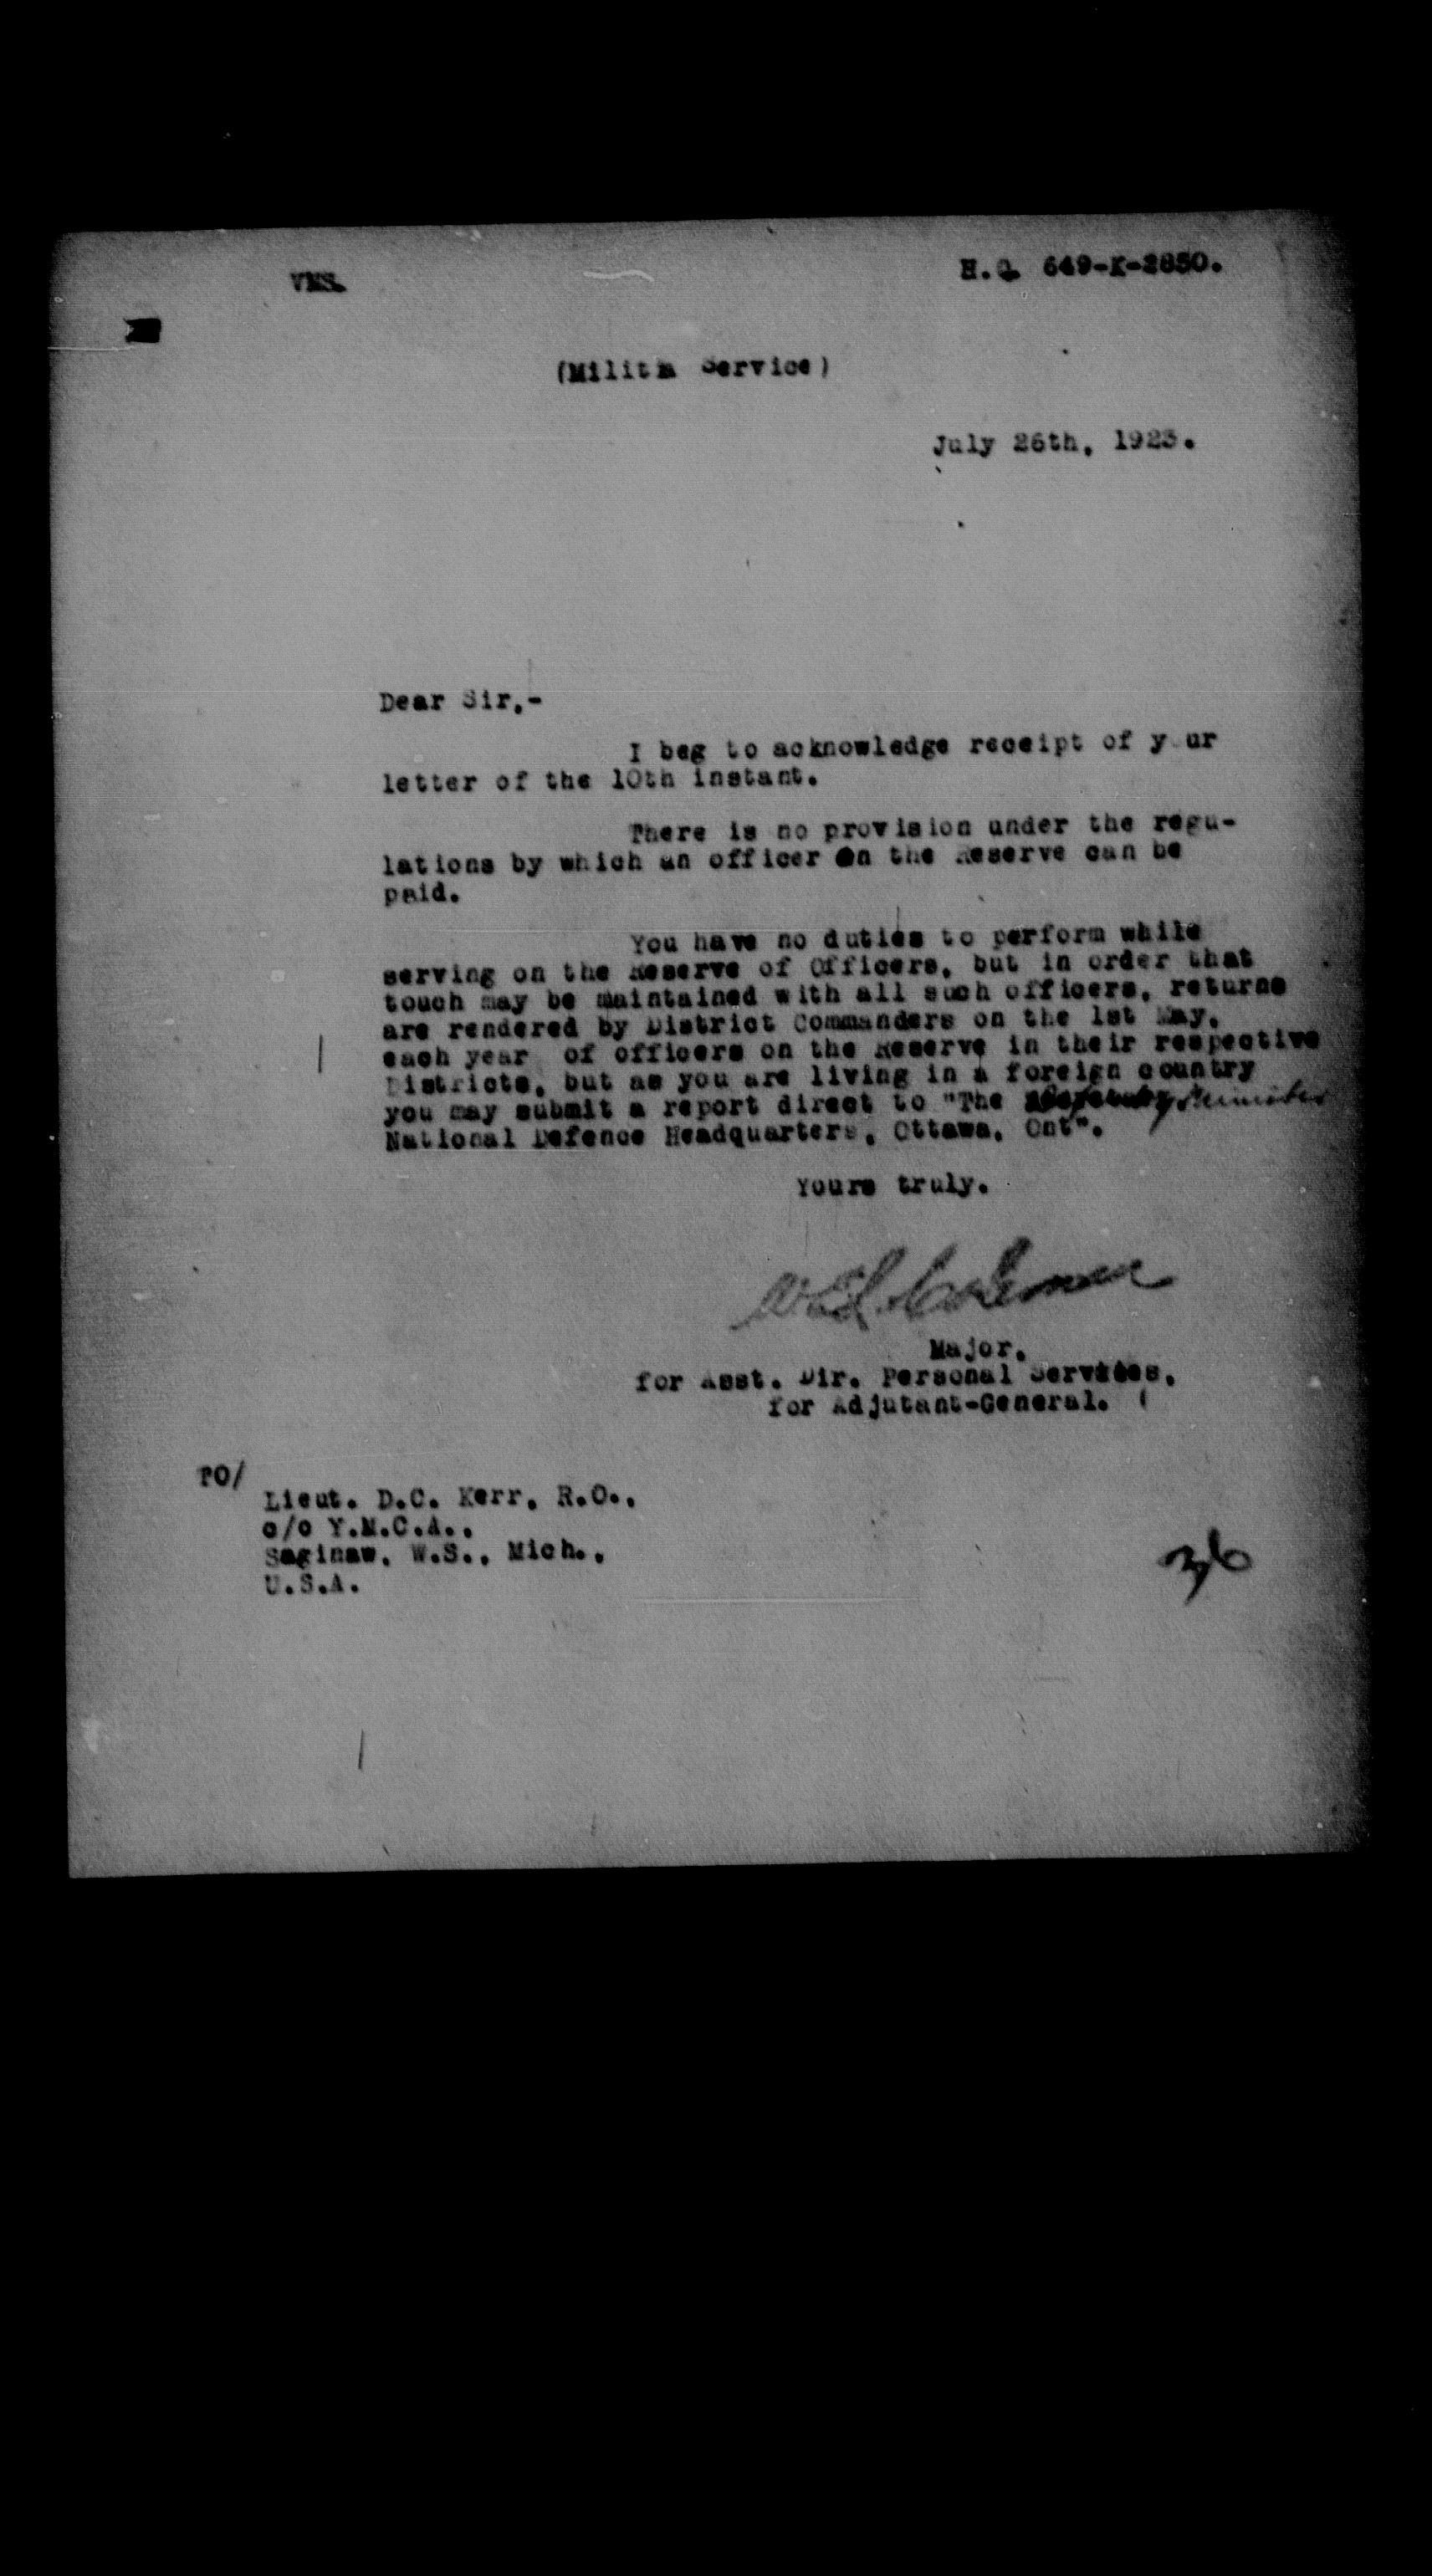 VMS.
H.Q. 649-K-2850.
(Militia Service)
July 26th, 1923.
Dear Sir,-
I beg to acknowledge receipt of your
letter of the 10th instant.
There is no provision under the regu-
lations by which an officer on the Reserve can be
paid.
You have no duties to perform while
serving on the Reserve of Officers, but in order that
touch may be maintained with all such officers, returns
are rendered by District Commanders on the 1st May,
each year of officers on the Reserve in their respective
Districts, but as you are living in a foreign country
you may submit a report direct to "The
National Defence Headquarters, Ottawa, Ont".
Yours truly.
Major.
for Asst. Dir. Personal Services,
for Adjutant-General.
TO/
Lieut. D.C. Kerr, R.O.,
c/o Y.M.C.A.,
Saginaw, W.S., Mich.,
U.S.A.
36